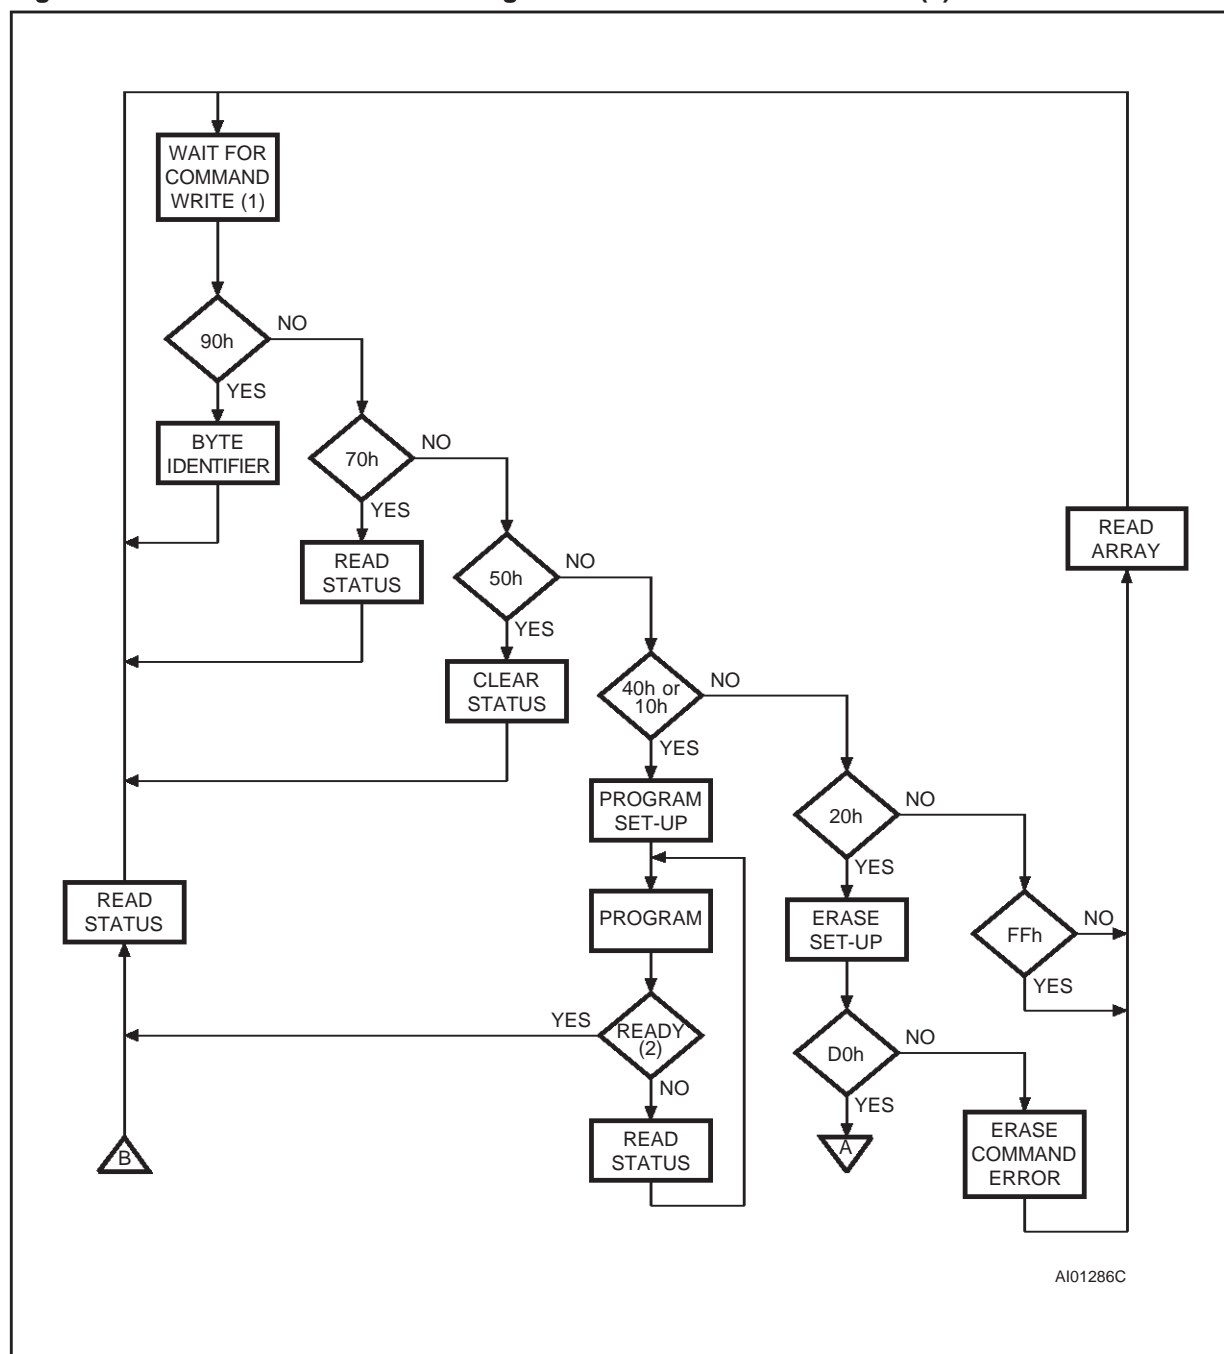 WAIT FOR
COMMAND
WRITE (1)
90h
NO
YES
BYTE
IDENTIFIER
70h
NO
YES
READ
STATUS
50h
NO
YES
CLEAR
STATUS
40h or
10h
NO
YES
PROGRAM
SET-UP
PROGRAM
READY
(2)
YES
NO
READ
STATUS
20h
NO
YES
ERASE
SET-UP
D0h
NO
YES
A
ERASE
COMMAND
ERROR
FFh
NO
YES
READ
ARRAY
READ
STATUS
B
AI01286C